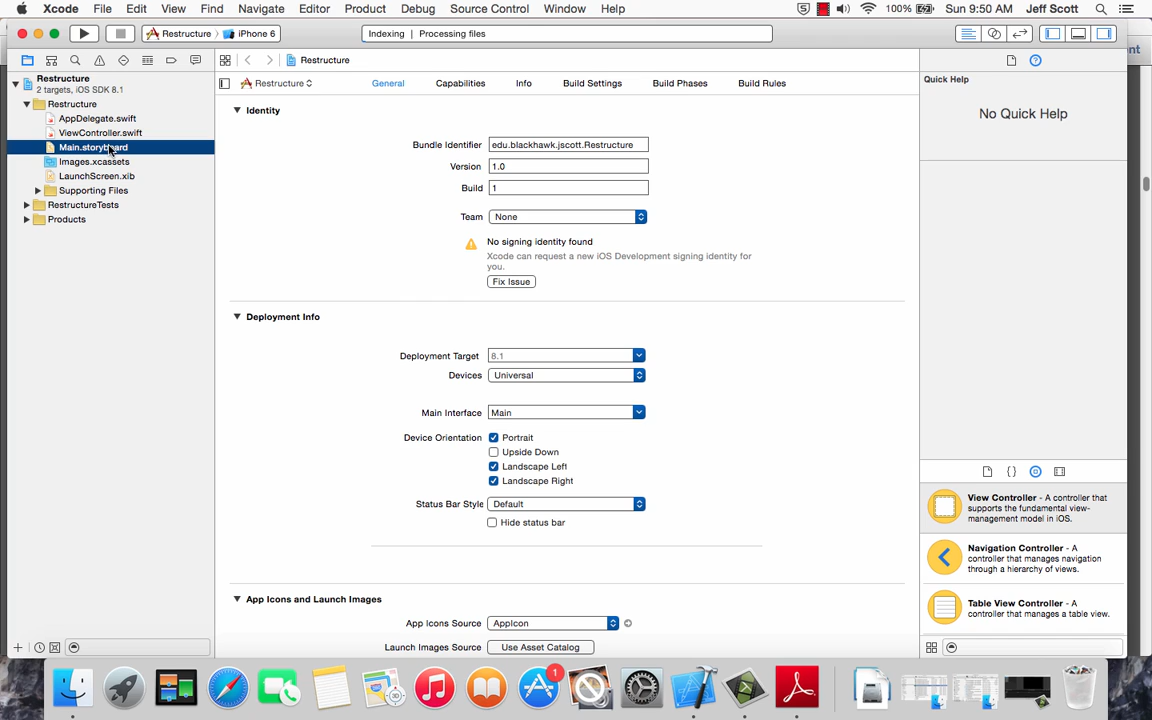 Xcode File Edit View Find Navigate Editor Product Debug Source Control Window Help 100% Sun 9:50 AM Jeff Scott
Restructure iPhone 6 Indexing | Processing files
Restructure
Restructure
2 targets, iOS SDK 8.1
Restructure
AppDelegate.swift
ViewController.swift
Main.storyboard
Images.xcassets
LaunchScreen.xib
Supporting Files
RestructureTests
Products
Restructure General Capabilities Info Build Settings Build Phases Build Rules
Identity
Bundle Identifier edu.blackhawk.jscott.Restructure
Version 1.0
Build 1
Team None
No signing identity found
Xcode can request a new iOS Development signing identity for
you.
Fix Issue
Deployment Info
Deployment Target 8.1
Devices Universal
Main Interface Main
Device Orientation Portrait
Upside Down
Landscape Left
Landscape Right
Status Bar Style Default
Hide status bar
App Icons and Launch Images
App Icons Source AppIcon
Launch Images Source Use Asset Catalog
Quick Help
No Quick Help
{}
View Controller - A controller that
supports the fundamental view-
management model in iOS.
Navigation Controller - A
controller that manages navigation
through a hierarchy of views.
Table View Controller - A
controller that manages a table view.
30
1